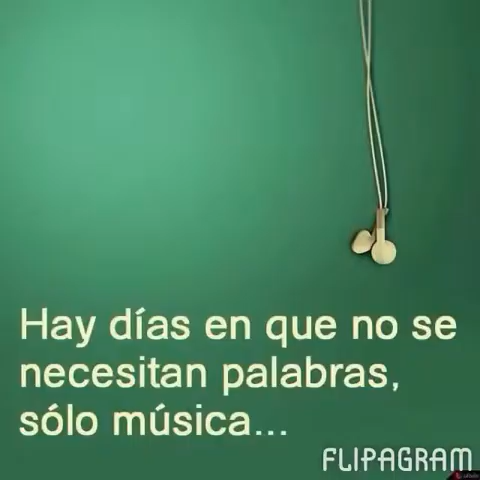 Hay días en que no se
necesitan palabras,
sólo música...
FLIPAGRAM